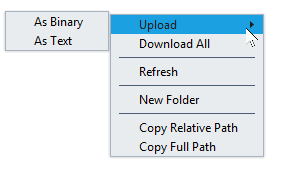 As Binary
As Text
Upload
Download All
Refresh
New Folder
Copy Relative Path
Copy Full Path